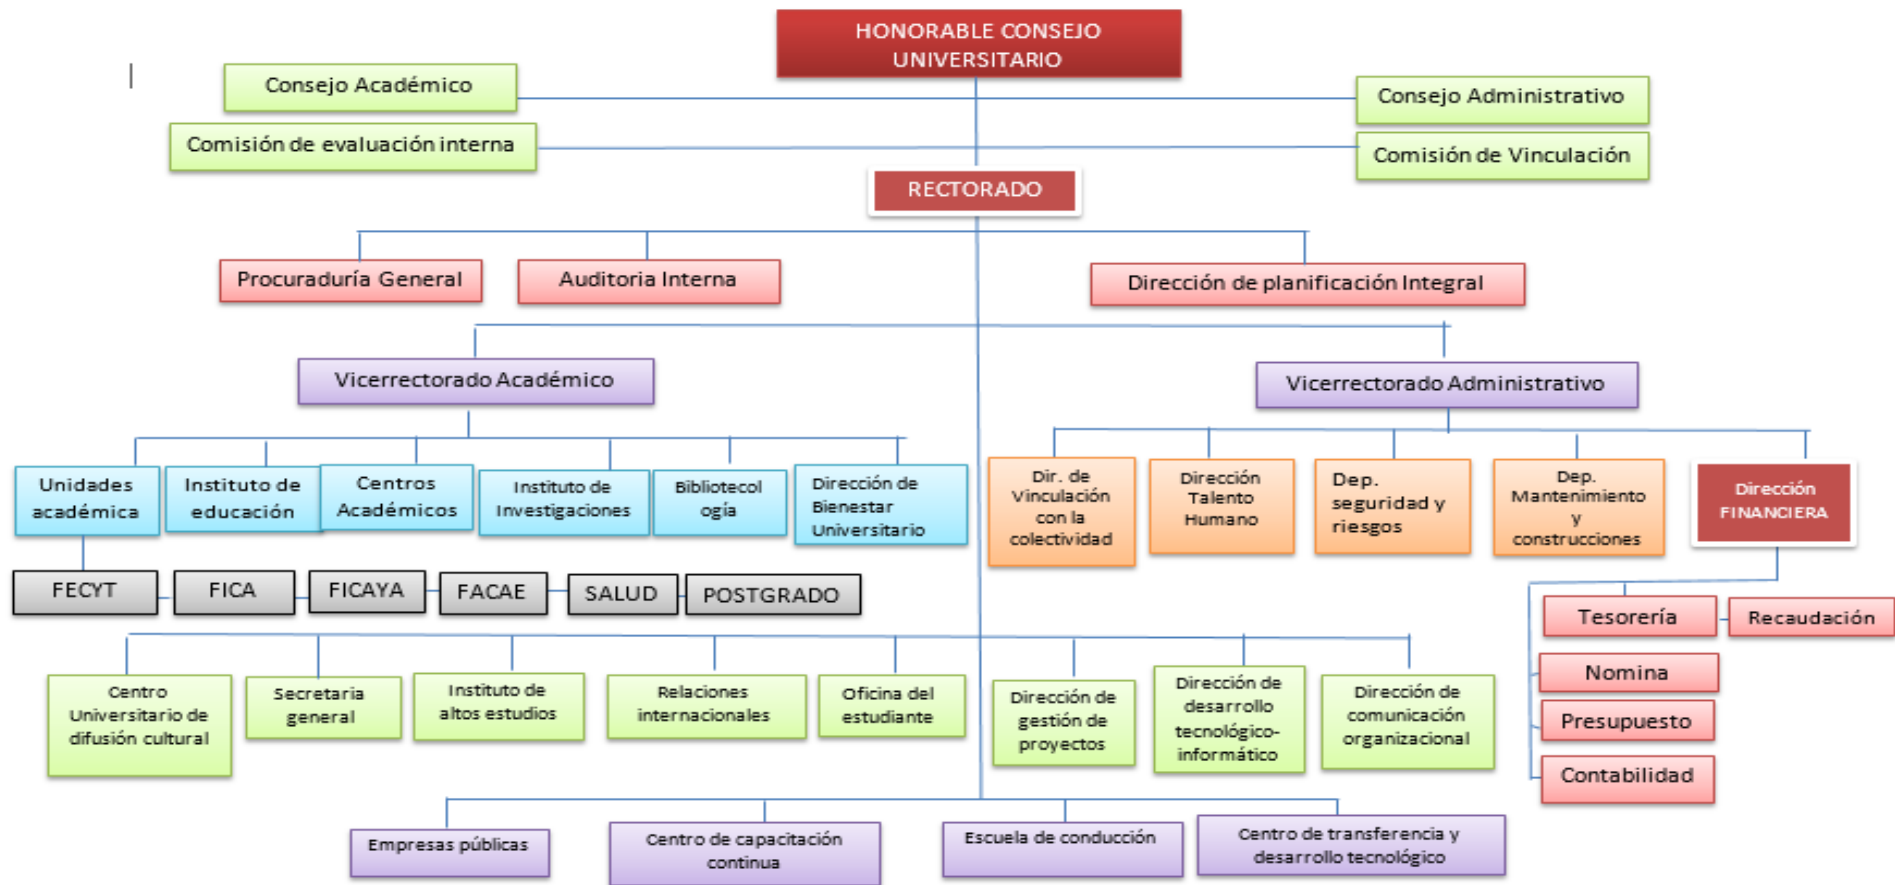 HONORABLE CONSEJO
UNIVERSITARIO
Consejo Académico
Consejo Administrativo
Comisión de evaluación interna
Comisión de Vinculación
RECTORADO
Procuraduría General
Auditoria Interna
Dirección de planificación Integral
Vicerrectorado Académico
Vicerrectorado Administrativo
Unidades
académica
Instituto de
educación
Centros
Académicos
Instituto de
Investigaciones
Bibliotecol
ogía
Dirección de
Bienestar
Universitario
Dir. de
Vinculación
con la
colectividad
Dirección
Talento
Humano
Dep.
seguridad y
riesgos
Dep.
Mantenimiento
y
construcciones
Dirección
FINANCIERA
FECYT
FICA
FICAYA
FACAE
SALUD
POSTGRADO
Tesorería
Recaudación
Nomina
Presupuesto
Contabilidad
Centro
Universitario de
difusión cultural
Secretaria
general
Instituto de
altos estudios
Relaciones
internacionales
Oficina del
estudiante
Dirección de
gestión de
proyectos
Dirección de
desarrollo
tecnológico-
informático
Dirección de
comunicación
organizacional
Empresas públicas
Centro de capacitación
continua
Escuela de conducción
Centro de transferencia y
desarrollo tecnológico